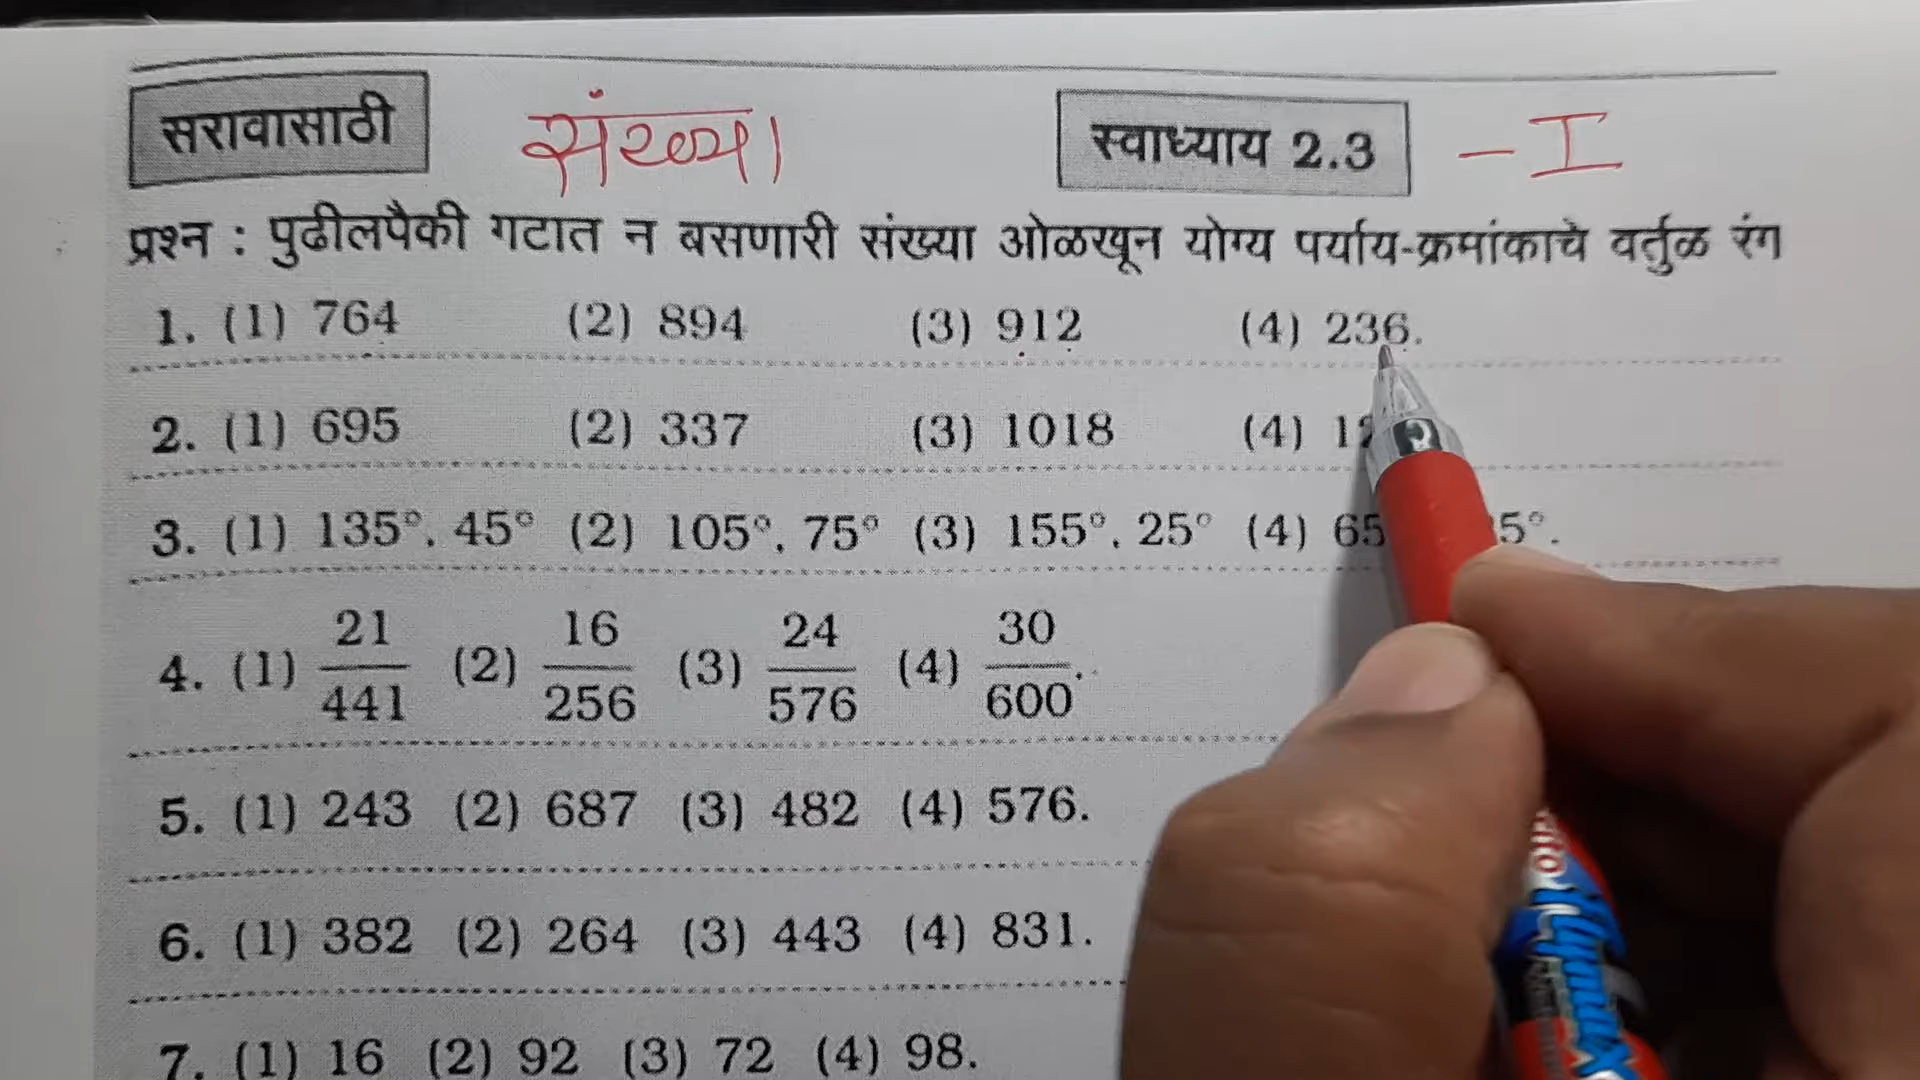 सरावासाठी संख्या स्वाध्याय 2.3 – I
प्रश्न : पुढीलपैकी गटात न बसणारी संख्या ओळखून योग्य पर्याय-क्रमांकाचे वर्तुळ रंग
1. (1) 764 (2) 894 (3) 912 (4) 236.
2. (1) 695 (2) 337 (3) 1018 (4)
3. (1) 135°, 45° (2) 105°, 75° (3) 155°, 25° (4)
4. (1) 21/441 (2) 16/256 (3) 24/576 (4) 30/600.
5. (1) 243 (2) 687 (3) 482 (4) 576.
6. (1) 382 (2) 264 (3) 443 (4) 831.
7. (1) 16 (2) 92 (3) 72 (4) 98.